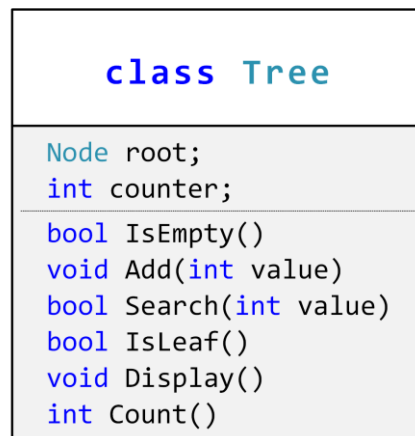 class Tree
Node root;
int counter;
bool IsEmpty()
void Add(int value)
bool Search(int value)
bool IsLeaf()
void Display()
int Count()